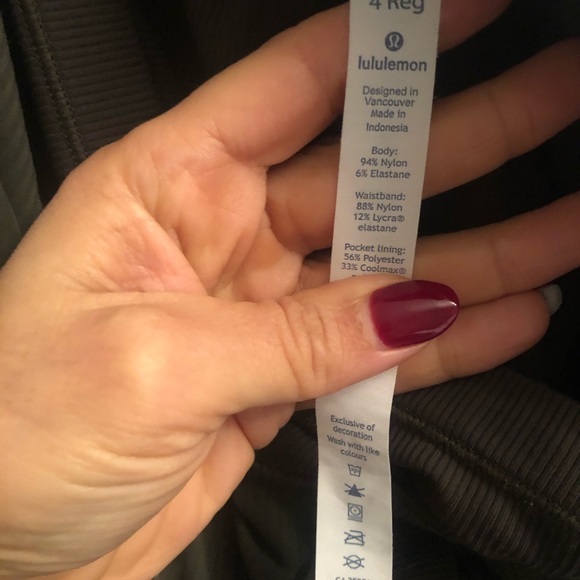 4 Reg
lululemon
Designed in
Vancouver
Made in
Indonesia
Body:
94% Nylon
6% Elastane
Waistband:
88% Nylon
12% Lycra®
elastane
Pocket lining:
56% Polyester
33% Coolmax®
Exclusive of
decoration
Wash with like
colours